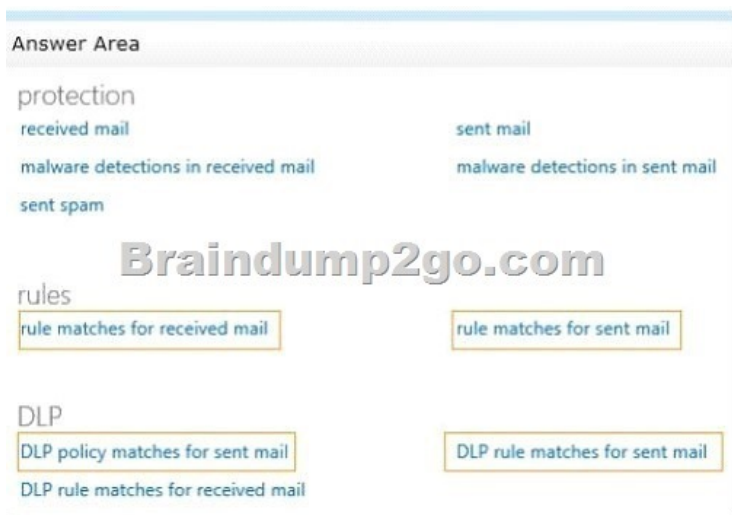 Answer Area
protection
received mail
sent mail
malware detections in received mail
malware detections in sent mail
sent spam
Braindump2go.com
rules
rule matches for received mail
rule matches for sent mail
DLP
DLP policy matches for sent mail
DLP rule matches for sent mail
DLP rule matches for received mail